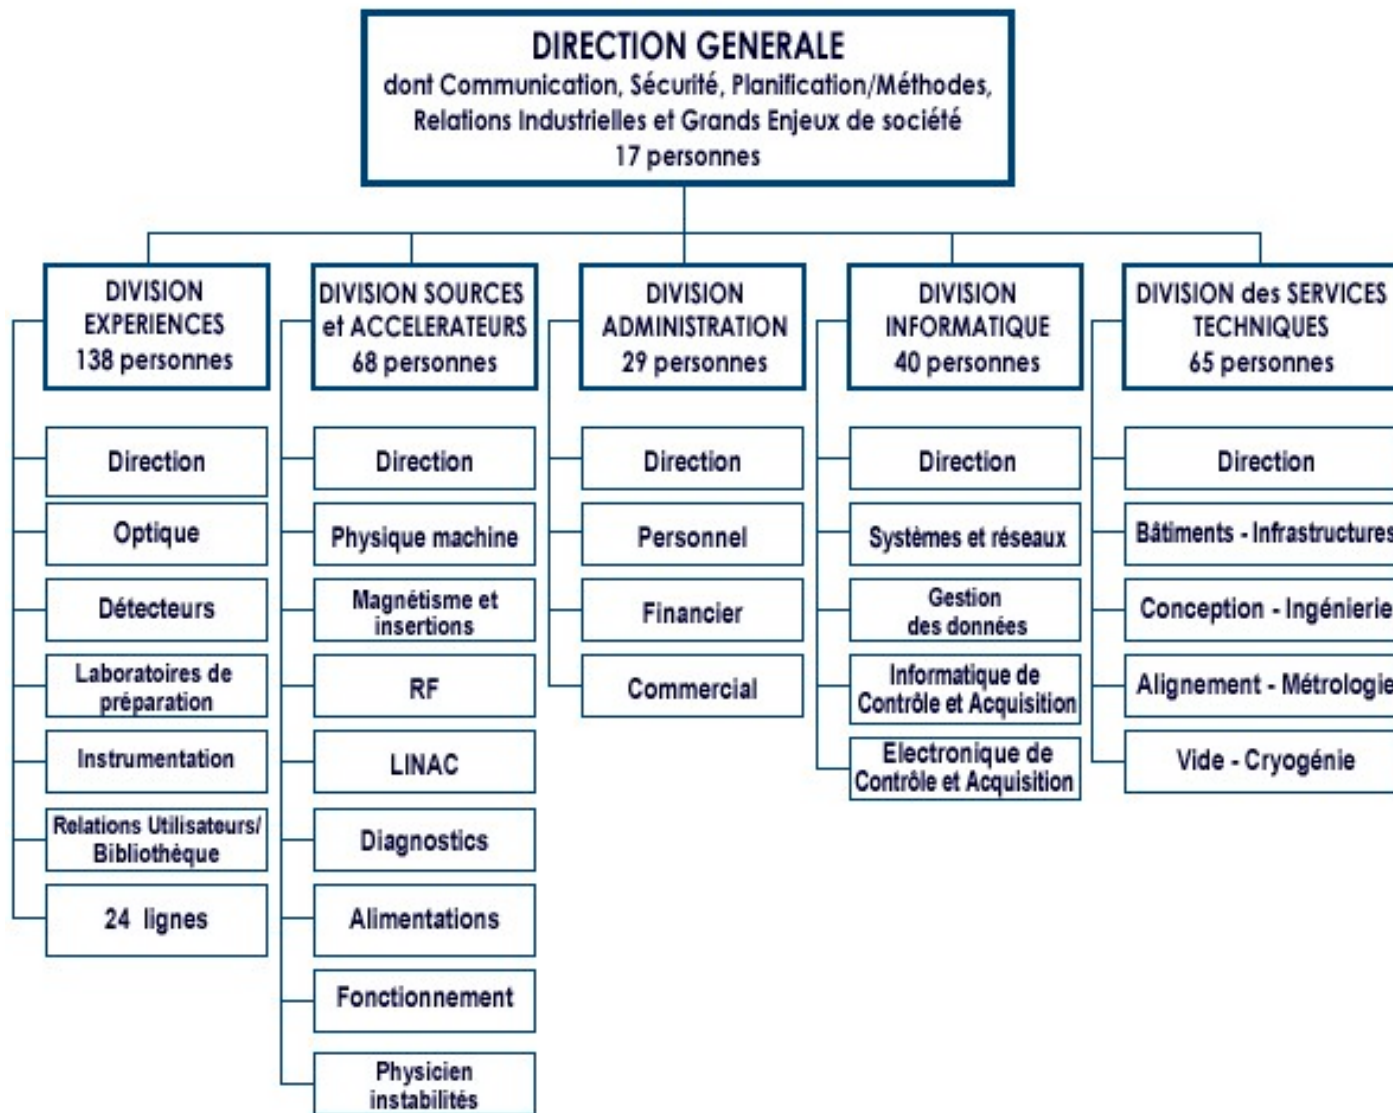 DIRECTION GENERALE
dont Communication, Sécurité, Planification/Méthodes,
Relations Industrielles et Grands Enjeux de société
17 personnes
DIVISION
EXPERIENCES
138 personnes
Direction
Optique
Détecteurs
Laboratoires de
préparation
Instrumentation
Relations Utilisateurs/
Bibliothèque
24 lignes
DIVISION SOURCES
et ACCELERATEURS
68 personnes
Direction
Physique machine
Magnétisme et
insertions
RF
LINAC
Diagnostics
Alimentations
Fonctionnement
Physicien
instabilités
DIVISION
ADMINISTRATION
29 personnes
Direction
Personnel
Financier
Commercial
DIVISION
INFORMATIQUE
40 personnes
Direction
Systèmes et réseaux
Gestion
des données
Informatique de
Contrôle et Acquisition
Electronique de
Contrôle et Acquisition
DIVISION des SERVICES
TECHNIQUES
65 personnes
Direction
Bâtiments - Infrastructures
Conception - Ingénierie
Alignement - Métrologie
Vide - Cryogénie